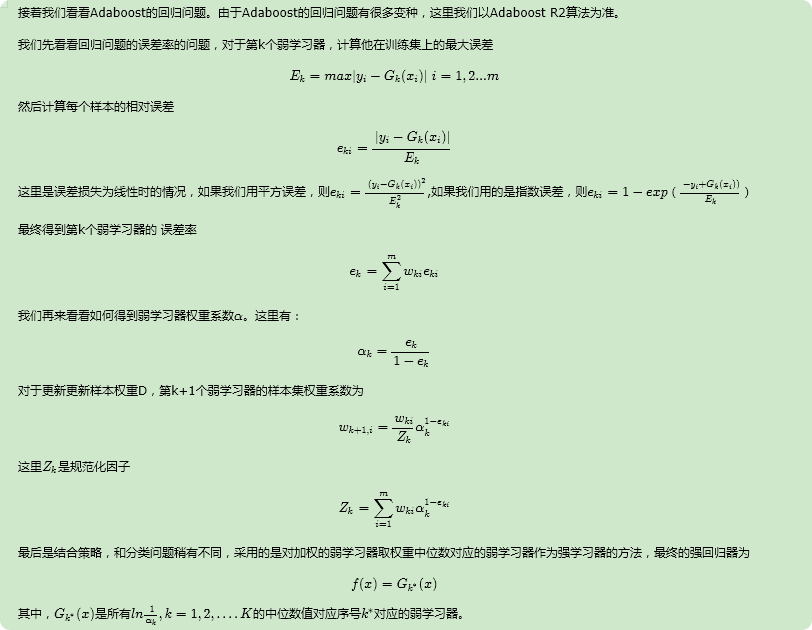 接着我们看看Adaboost的回归问题。由于Adaboost的回归问题有很多变种，这里我们以Adaboost R2算法为准。
我们先看看回归问题的误差率的问题，对于第k个弱学习器，计算他在训练集上的最大误差
E_k = max|y_i − G_k(x_i)| i = 1, 2...m
然后计算每个样本的相对误差
e_{ki} = \frac{|y_i − G_k(x_i)|}{E_k}
这里是误差损失为线性时的情况，如果我们用平方误差，则e_{ki} = \frac{(y_i−G_k(x_i))^2}{E_k^2},如果我们用的是指数误差，则e_{ki} = 1 − exp（\frac{−y_i+G_k(x_i))}{E_k}）
最终得到第k个弱学习器的 误差率
e_k = \sum_{i=1}^{m} w_{ki}e_{ki}
我们再来看看如何得到弱学习器权重系数α。这里有：
α_k = \frac{e_k}{1 − e_k}
对于更新更新样本权重D，第k+1个弱学习器的样本集权重系数为
w_{k+1,i} = \frac{w_{ki}}{Z_k} α_k^{1−e_{ki}}
这里Z_k是规范化因子
Z_k = \sum_{i=1}^{m} w_{ki}α_k^{1−e_{ki}}
最后是结合策略，和分类问题稍有不同，采用的是对加权的弱学习器取权重中位数对应的弱学习器作为强学习器的方法，最终的强回归器为
f(x) = G_{k^*}(x)
其中，G_{k^*}(x)是所有ln\frac{1}{α_k}, k = 1, 2, ....K的中位数值对应序号k^*对应的弱学习器。